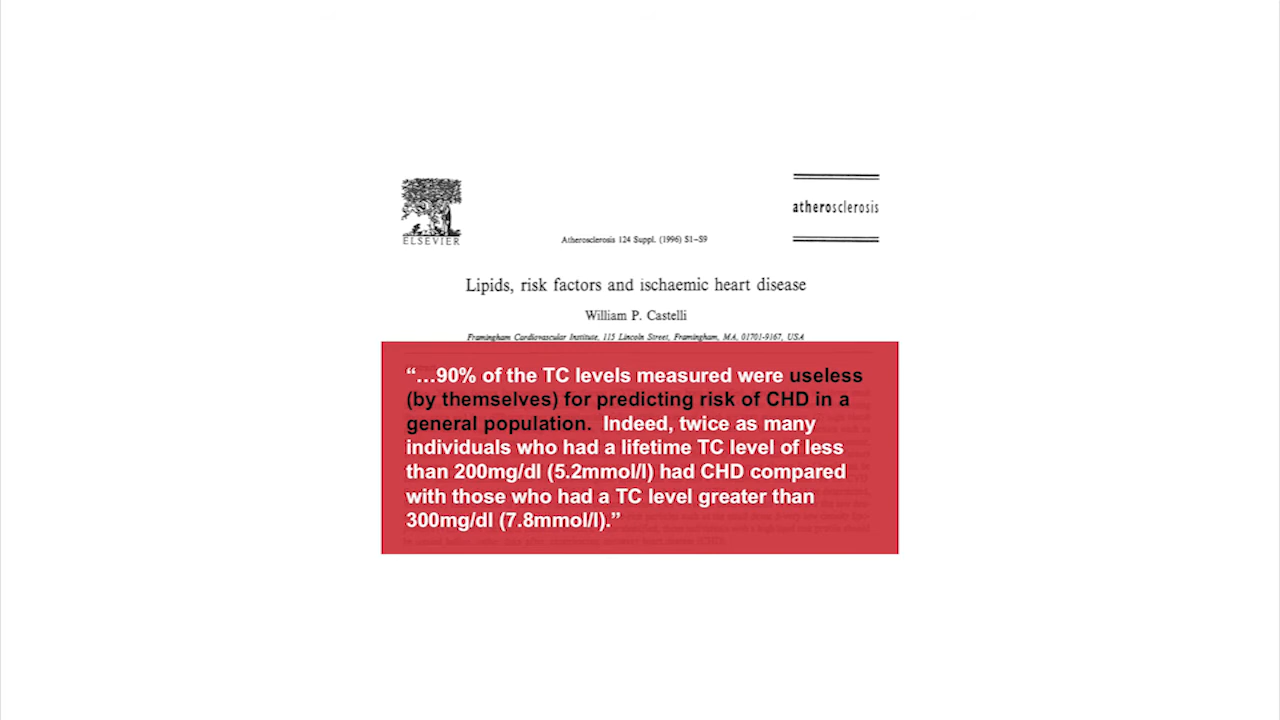 ELSEVIER
atherosclerosis
Atherosclerosis 124 Suppl. (1996) S1–S9
Lipids, risk factors and ischaemic heart disease
William P. Castelli
Framingham Cardiovascular Institute, 115 Lincoln Street, Framingham, MA, 01701-9167, USA
“…90% of the TC levels measured were useless
(by themselves) for predicting risk of CHD in a
general population.  Indeed, twice as many
individuals who had a lifetime TC level of less
than 200mg/dl (5.2mmol/l) had CHD compared
with those who had a TC level greater than
300mg/dl (7.8mmol/l).”